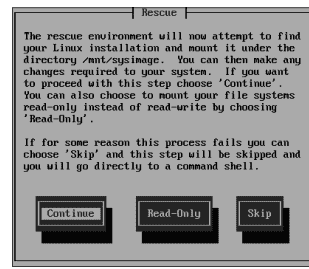 Rescue
The rescue environment will now attempt to find
your Linux installation and mount it under the
directory /mnt/sysimage.  You can then make any
changes required to your system.  If you want
to proceed with this step choose 'Continue'.
You can also choose to mount your file systems
read-only instead of read-write by choosing
'Read-Only'.
If for some reason this process fails you can
choose 'Skip' and this step will be skipped and
you will go directly to a command shell.
Continue Read-Only Skip